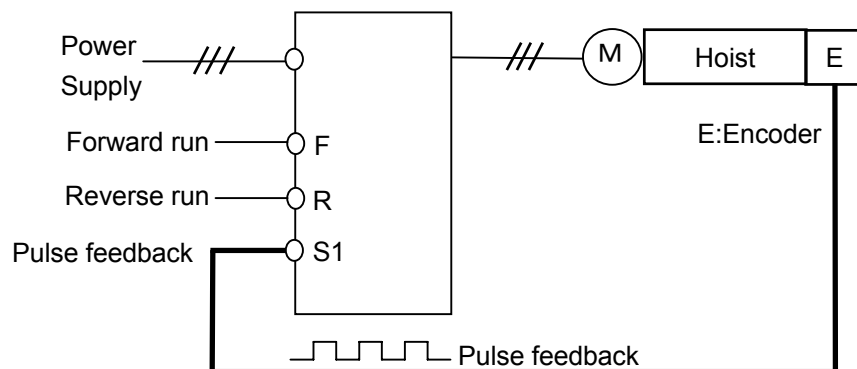 Power
Supply
M
Hoist
E
E:Encoder
Forward run
F
Reverse run
R
Pulse feedback
S1
Pulse feedback